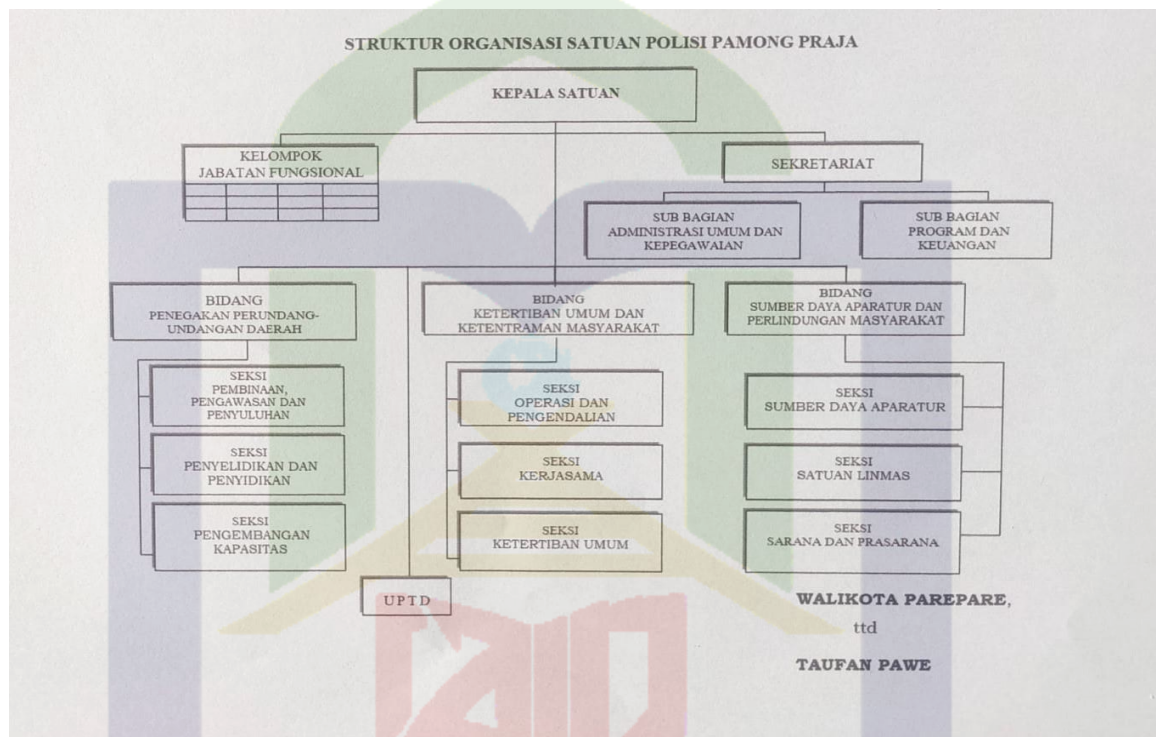 STRUKTUR ORGANISASI SATUAN POLISI PAMONG PRAJA
KEPALA SATUAN
KELOMPOK
JABATAN FUNGSIONAL
SEKRETARIAT
SUB BAGIAN
ADMINISTRASI UMUM DAN
KEPEGAWAIAN
SUB BAGIAN
PROGRAM DAN
KEUANGAN
BIDANG
PENEGAKAN PERUNDANG-
UNDANGAN DAERAH
BIDANG
KETERTIBAN UMUM DAN
KETENTRAMAN MASYARAKAT
BIDANG
SUMBER DAYA APARATUR DAN
PERLINDUNGAN MASYARAKAT
SEKSI
PEMBINAAN,
PENGAWASAN DAN
PENYULUHAN
SEKSI
PENYELIDIKAN DAN
PENYIDIKAN
SEKSI
PENGEMBANGAN
KAPASITAS
SEKSI
OPERASI DAN
PENGENDALIAN
SEKSI
KERJASAMA
SEKSI
KETERTIBAN UMUM
SEKSI
SUMBER DAYA APARATUR
SEKSI
SATUAN LINMAS
SEKSI
SARANA DAN PRASARANA
UPTD
WALIKOTA PAREPARE,
ttd
TAUFAN PAWE